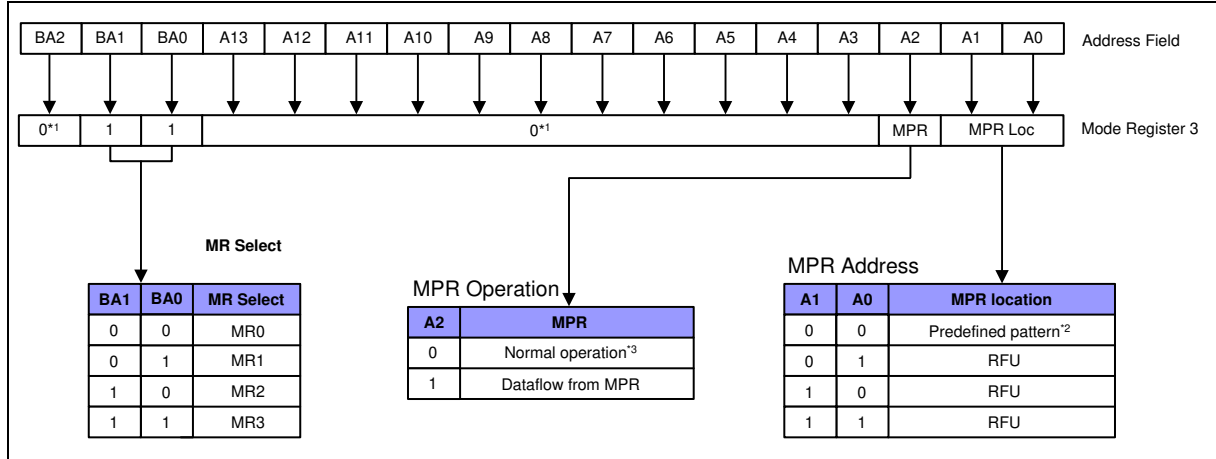 BA2 BA1 BA0 A13 A12 A11 A10 A9 A8 A7 A6 A5 A4 A3 A2 A1 A0 Address Field
0*1 1 1 0*1 MPR MPR Loc Mode Register 3
MR Select
BA1 BA0 MR Select
0 0 MR0
0 1 MR1
1 0 MR2
1 1 MR3
MPR Operation
A2 MPR
0 Normal operation*3
1 Dataflow from MPR
MPR Address
A1 A0 MPR location
0 0 Predefined pattern*2
0 1 RFU
1 0 RFU
1 1 RFU